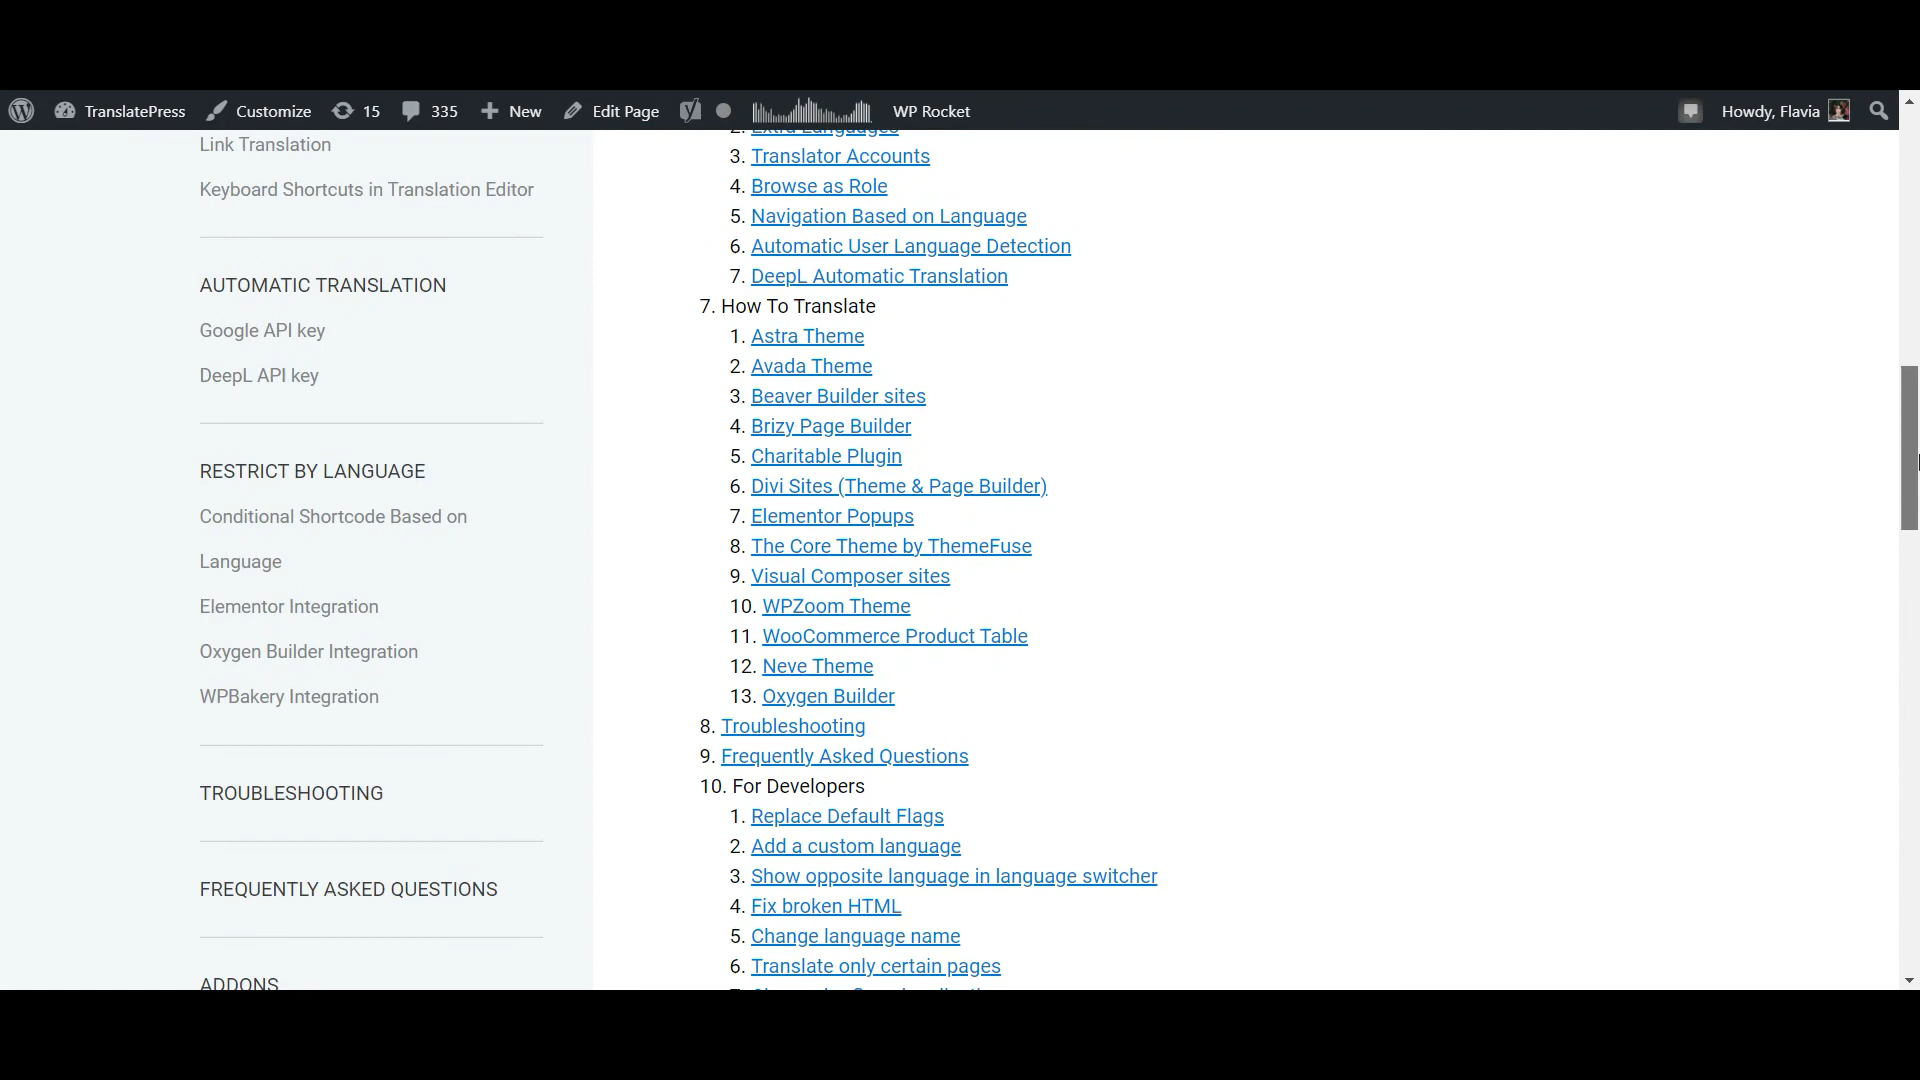 TranslatePress Customize 15 335 New Edit Page WP Rocket Howdy, Flavia
Link Translation
Keyboard Shortcuts in Translation Editor
AUTOMATIC TRANSLATION
Google API key
DeepL API key
RESTRICT BY LANGUAGE
Conditional Shortcode Based on
Language
Elementor Integration
Oxygen Builder Integration
WPBakery Integration
TROUBLESHOOTING
FREQUENTLY ASKED QUESTIONS
ADDONS
2. Extra Languages
3. Translator Accounts
4. Browse as Role
5. Navigation Based on Language
6. Automatic User Language Detection
7. DeepL Automatic Translation
7. How To Translate
1. Astra Theme
2. Avada Theme
3. Beaver Builder sites
4. Brizy Page Builder
5. Charitable Plugin
6. Divi Sites (Theme & Page Builder)
7. Elementor Popups
8. The Core Theme by ThemeFuse
9. Visual Composer sites
10. WPZoom Theme
11. WooCommerce Product Table
12. Neve Theme
13. Oxygen Builder
8. Troubleshooting
9. Frequently Asked Questions
10. For Developers
1. Replace Default Flags
2. Add a custom language
3. Show opposite language in language switcher
4. Fix broken HTML
5. Change language name
6. Translate only certain pages